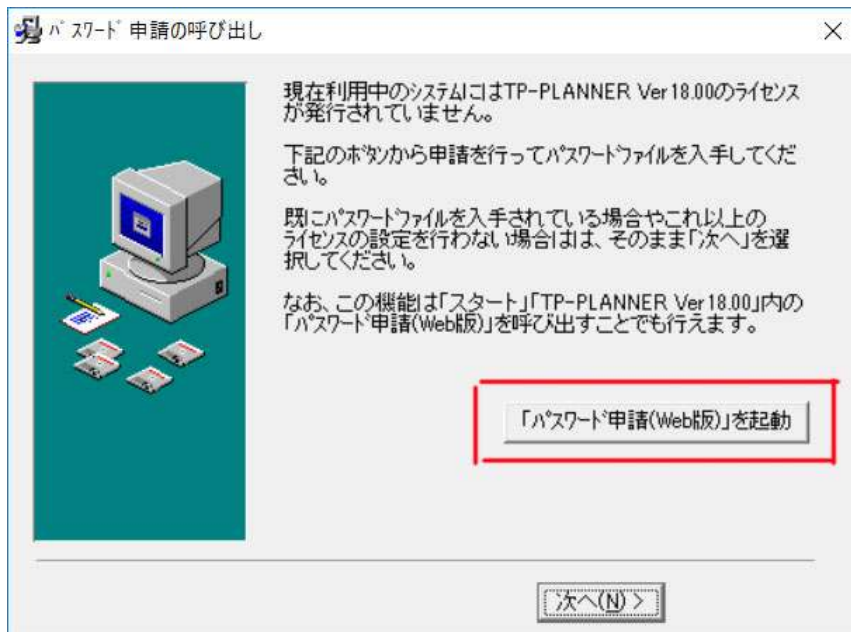 ﾊﾟｽﾜｰﾄﾞ申請の呼び出し
現在利用中のｼｽﾃﾑにはTP-PLANNER Ver 18.00のﾗｲｾﾝｽ
が発行されていません。
下記のﾎﾞﾀﾝから申請を行ってﾊﾟｽﾜｰﾄﾞﾌｧｲﾙを入手してくだ
さい。
既にﾊﾟｽﾜｰﾄﾞﾌｧｲﾙを入手されている場合やこれ以上の
ﾗｲｾﾝｽの設定を行わない場合はは、そのまま「次へ」を選
択してください。
なお、この機能は「スタート」「TP-PLANNER Ver 18.00」内の
「ﾊﾟｽﾜｰﾄﾞ申請(Web版)」を呼び出すことでも行えます。
「ﾊﾟｽﾜｰﾄﾞ申請(Web版)」を起動
次へ(N) >